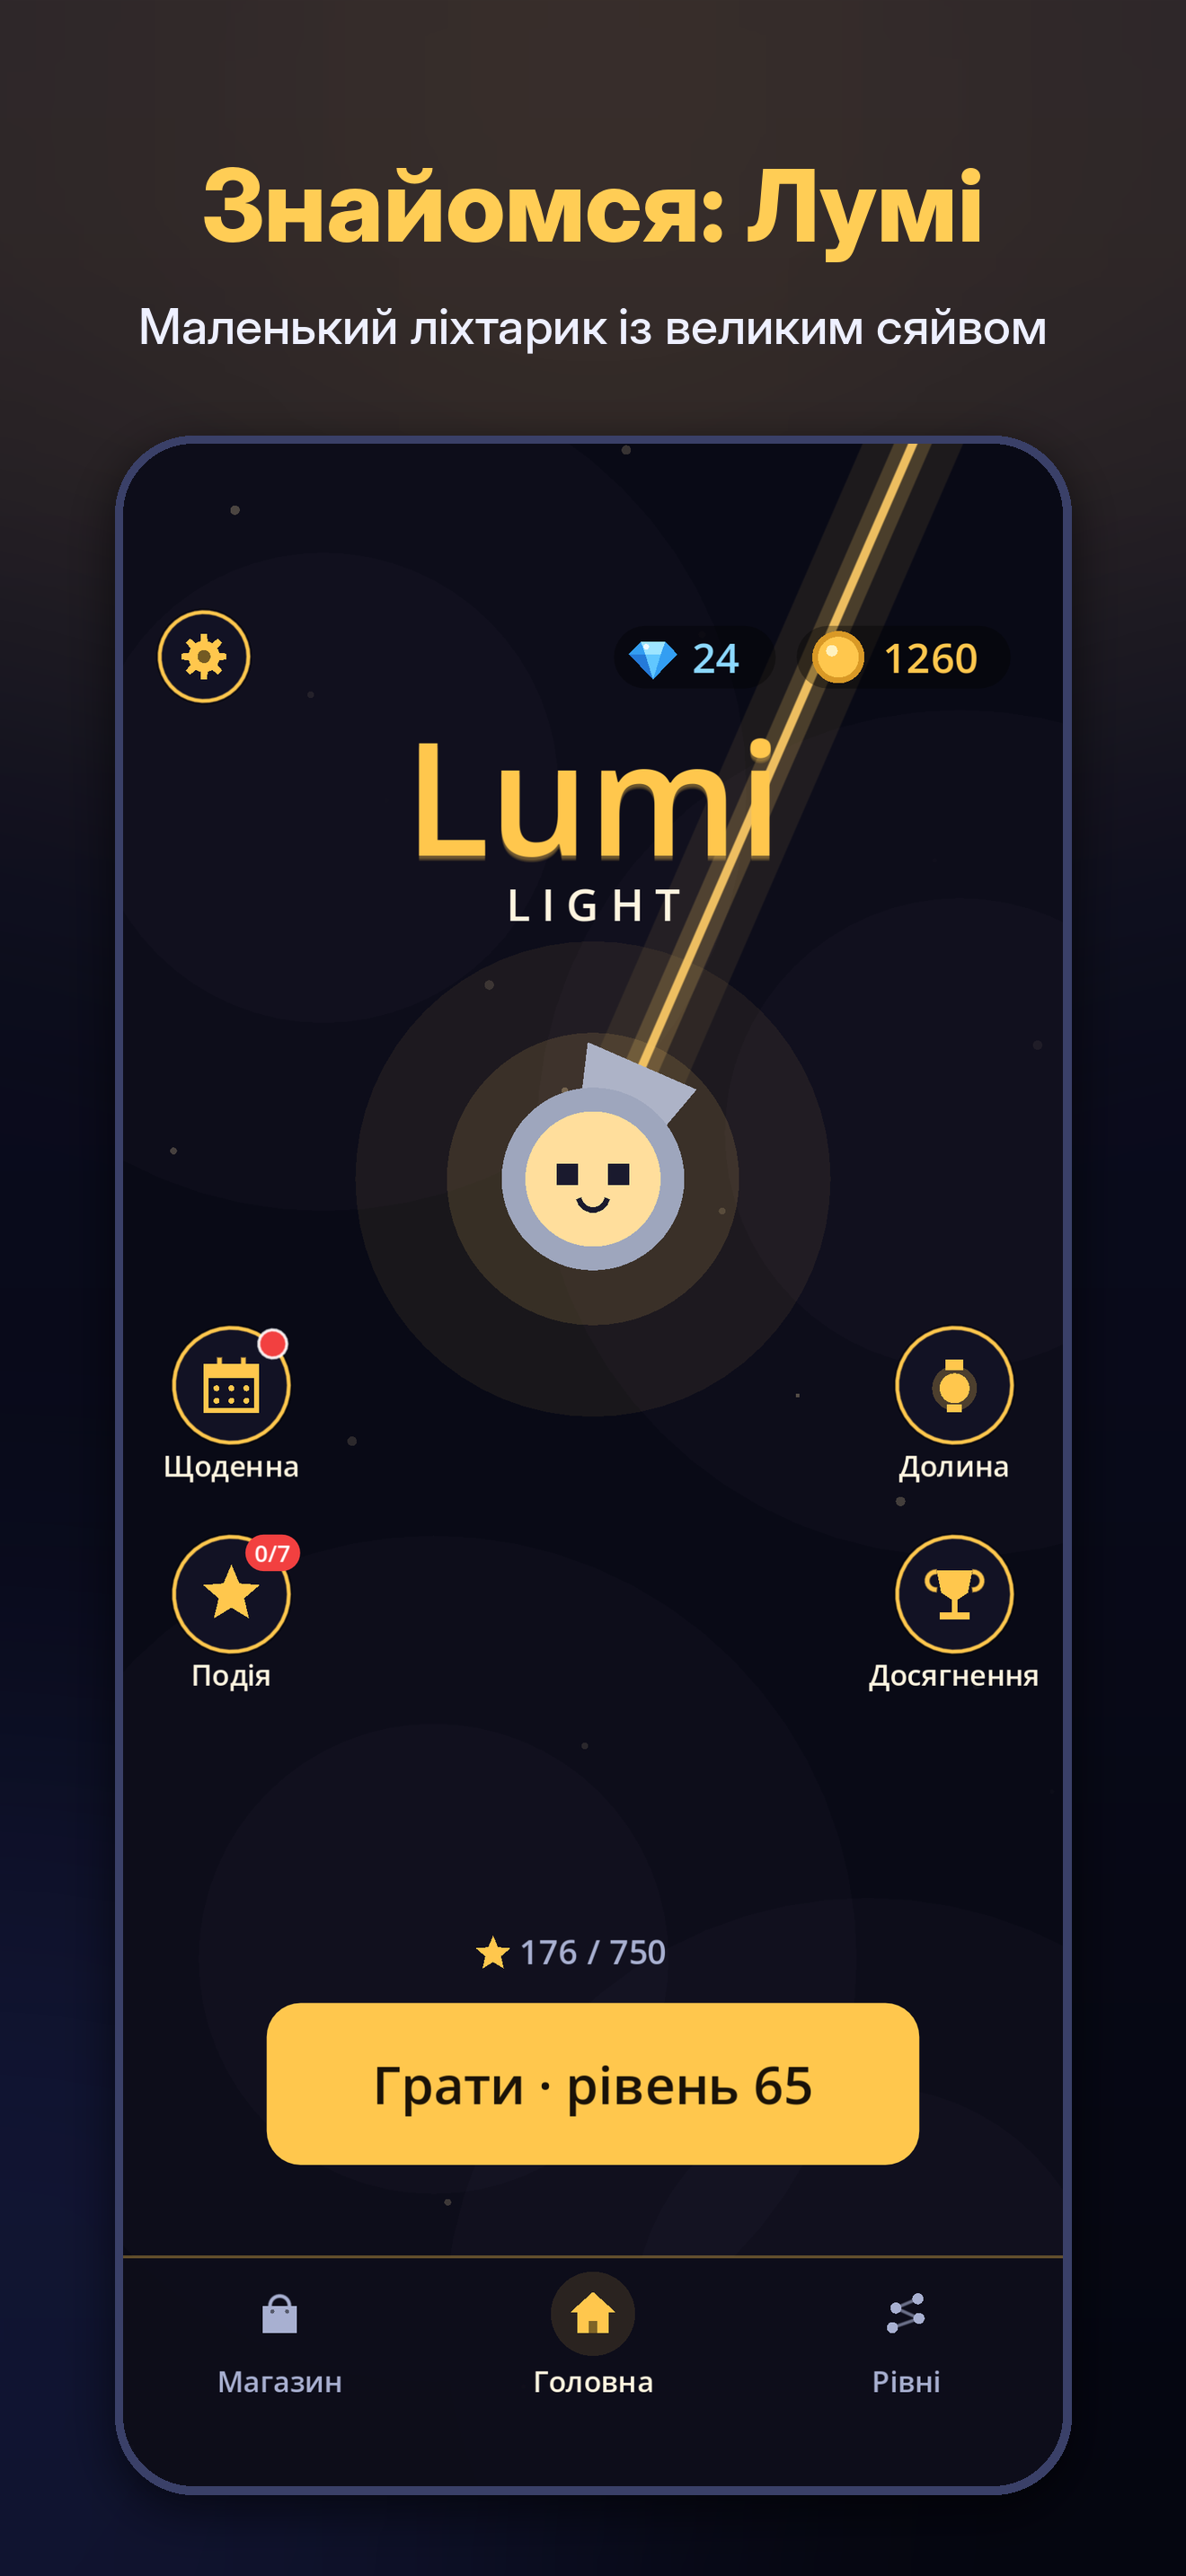 Знайомся: Лумі
Маленький ліхтарик із великим сяйвом
24
1260
Lumi
LIGHT
Щоденна
Долина
0/7
Подія
Досягнення
176 / 750
Грати · рівень 65
Магазин
Головна
Рівні